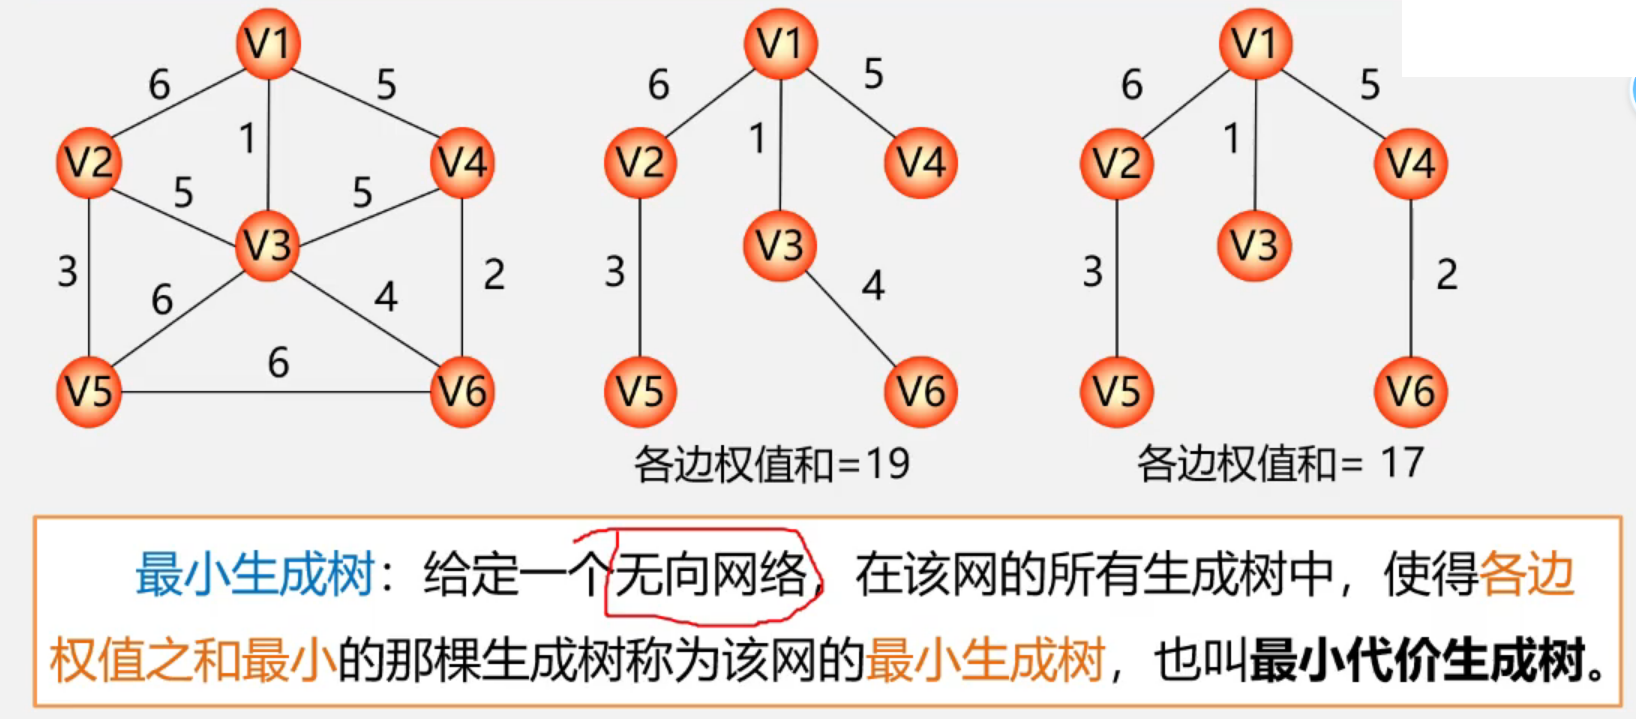 V1
6
5
1
V2
V4
5
5
V3
3
2
6
4
6
V5
V6
V1
6
5
1
V2
V4
V3
3
4
V5
V6
各边权值和=19
V1
6
5
1
V2
V4
V3
3
2
V5
V6
各边权值和= 17
最小生成树：给定一个无向网络，在该网的所有生成树中，使得各边
权值之和最小的那棵生成树称为该网的最小生成树，也叫最小代价生成树。